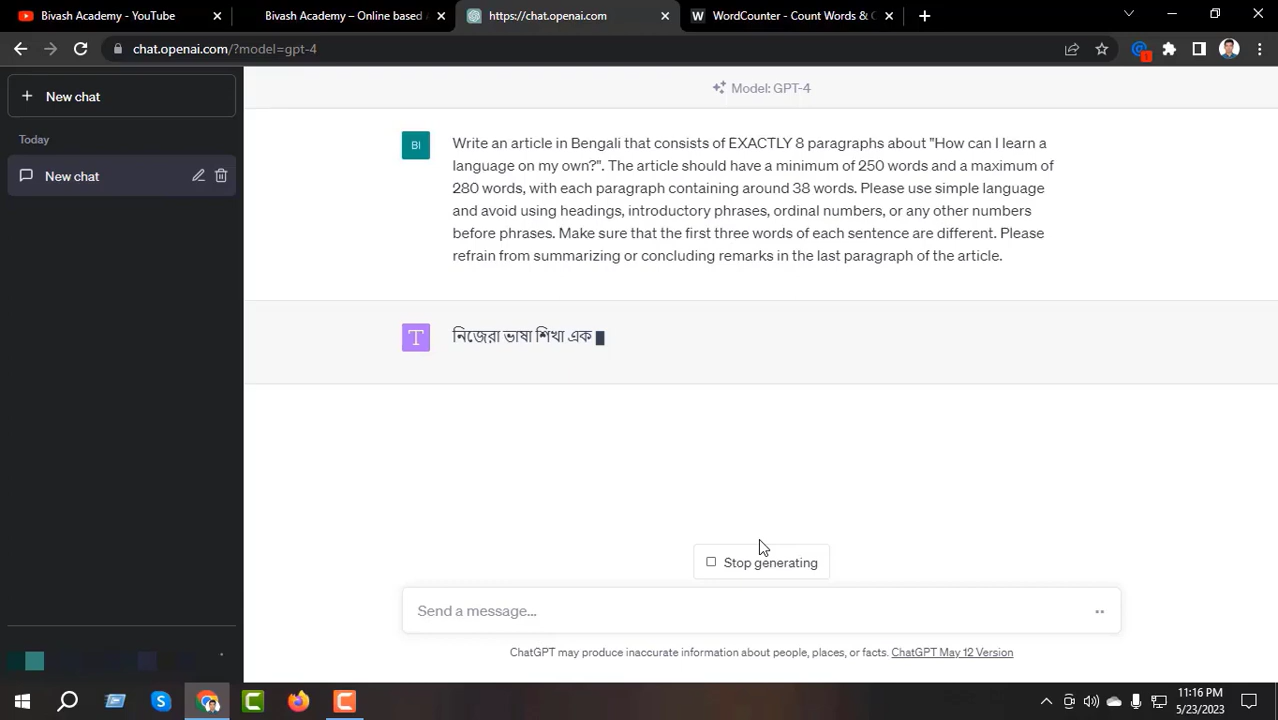 Bivash Academy - YouTube
Bivash Academy – Online based A
https://chat.openai.com/
WordCounter - Count Words & C
chat.openai.com/?model=gpt-4
New chat
Today
New chat
Model: GPT-4
BI
Write an article in Bengali that consists of EXACTLY 8 paragraphs about "How can I learn a
language on my own?". The article should have a minimum of 250 words and a maximum of
280 words, with each paragraph containing around 38 words. Please use simple language
and avoid using headings, introductory phrases, ordinal numbers, or any other numbers
before phrases. Make sure that the first three words of each sentence are different. Please
refrain from summarizing or concluding remarks in the last paragraph of the article.
T
নিজেরা ভাষা শিখা এক
Stop generating
Send a message...
ChatGPT may produce inaccurate information about people, places, or facts. ChatGPT May 12 Version
11:16 PM
5/23/2023